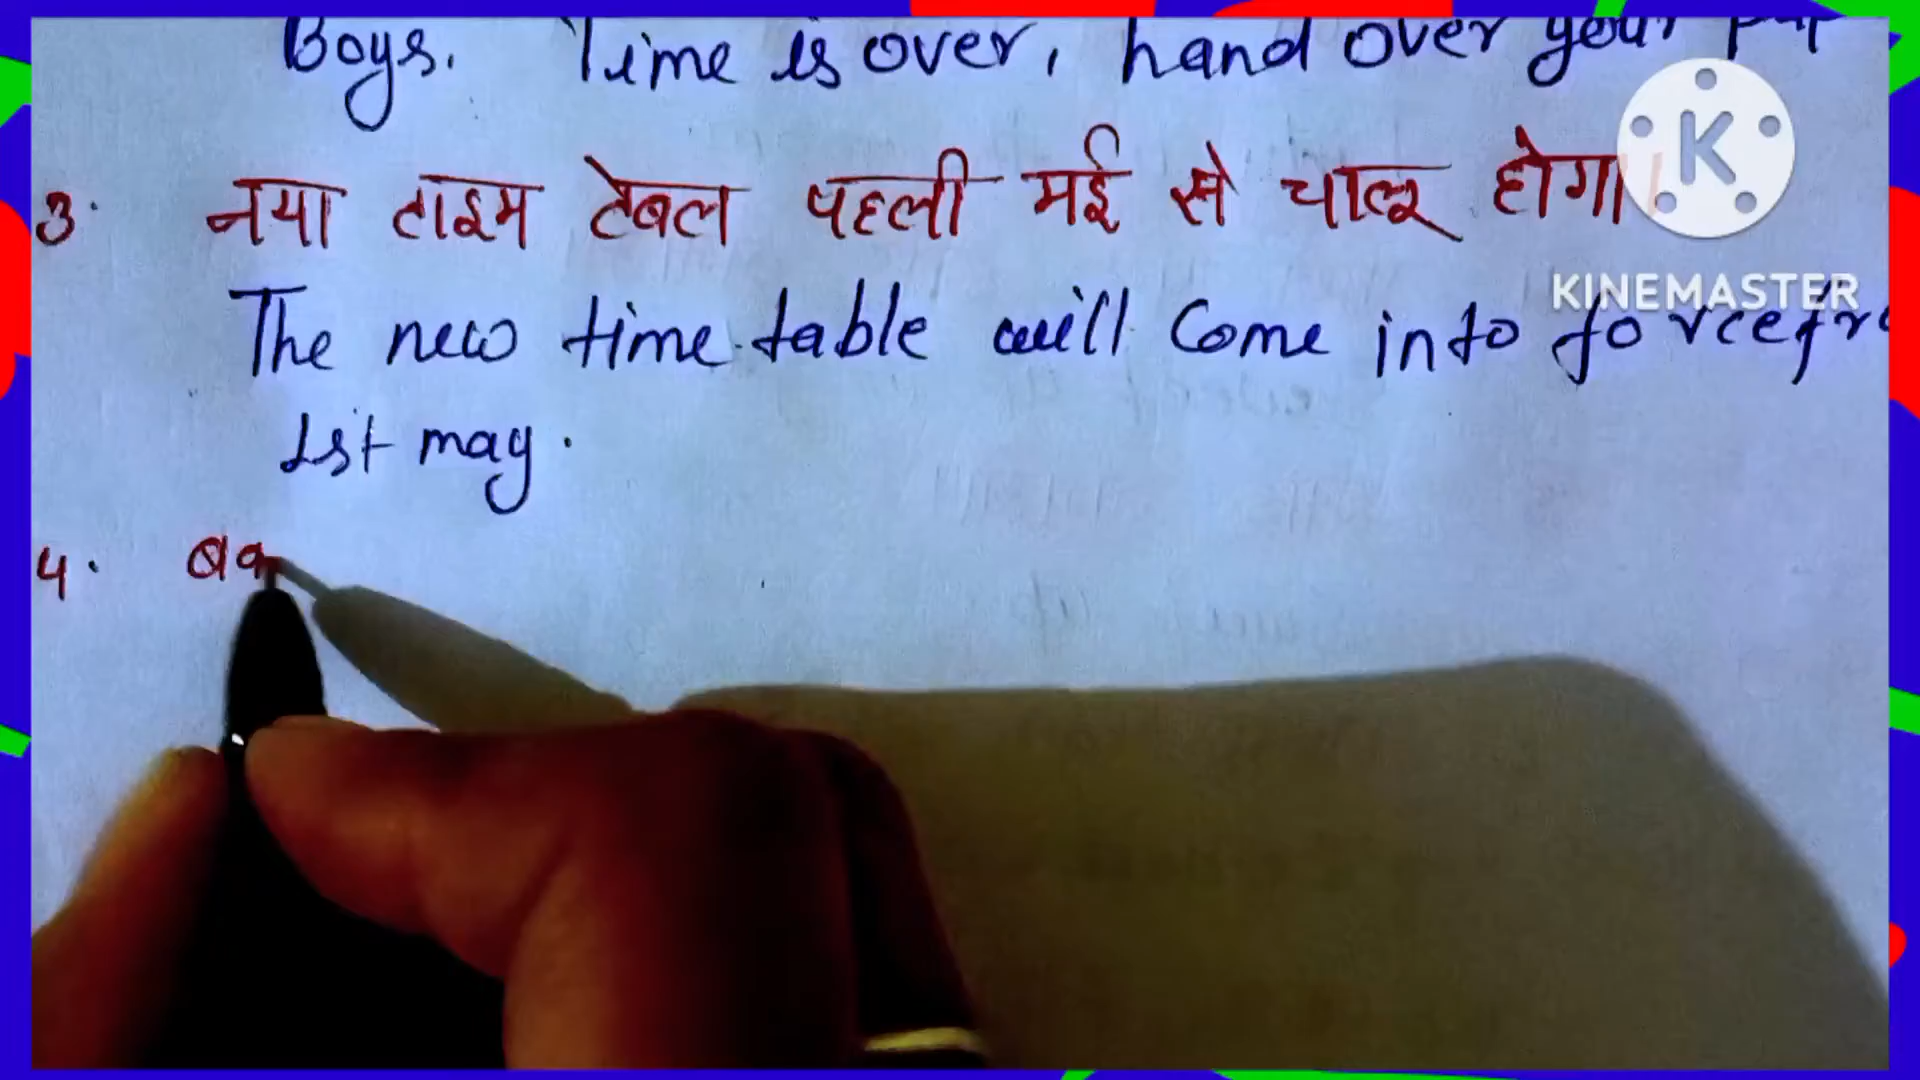 Boys. Time is over, hand over your
3. नया टाइम टेबल पहली मई से चालू होगा।
KINEMASTER
The new time table will Come into force
1st may.
4.